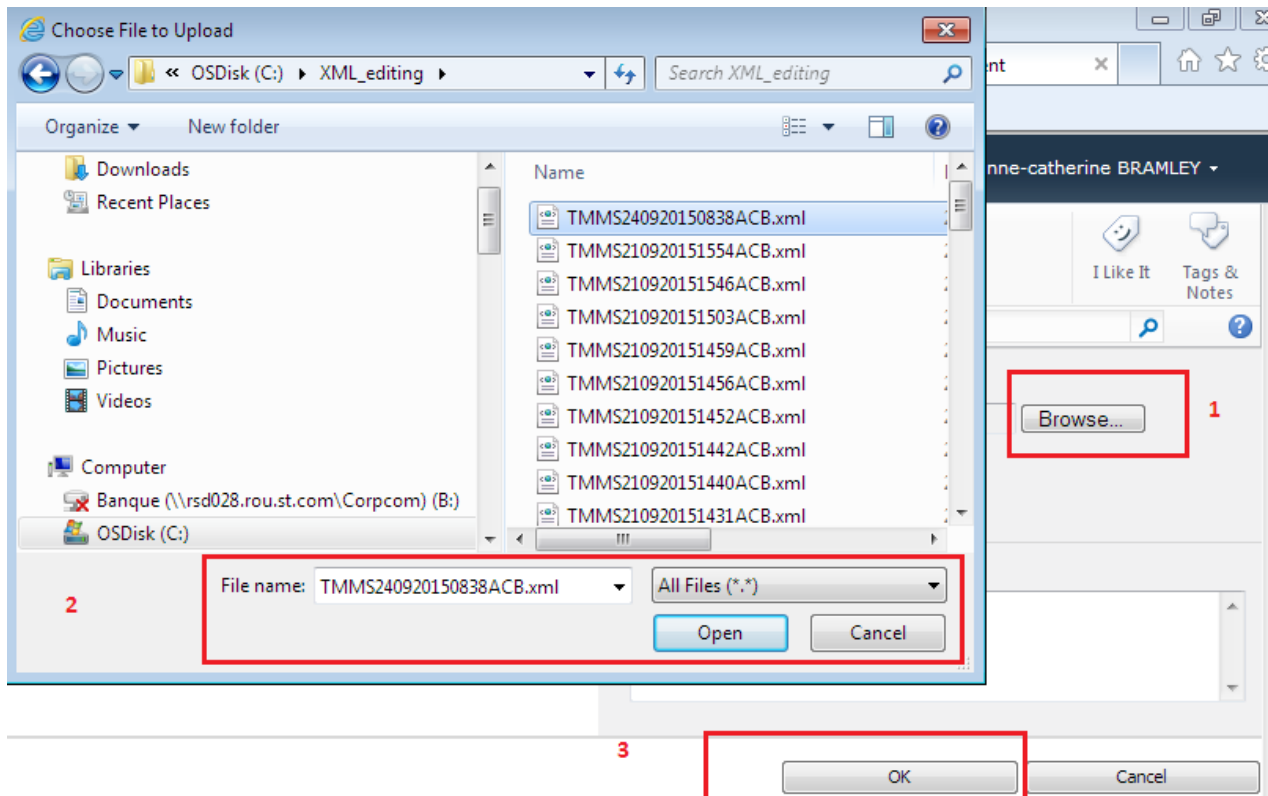 Choose File to Upload
« OSDisk (C:) XML_editing
Search XML_editing
Organize
New folder
Downloads
Recent Places
Libraries
Documents
Music
Pictures
Videos
Computer
Banque (\\rsd028.rou.st.com\Corpcom) (B:)
OSDisk (C:)
Name
TMMS240920150838ACB.xml
TMMS210920151554ACB.xml
TMMS210920151546ACB.xml
TMMS210920151503ACB.xml
TMMS210920151459ACB.xml
TMMS210920151456ACB.xml
TMMS210920151452ACB.xml
TMMS210920151442ACB.xml
TMMS210920151440ACB.xml
TMMS210920151431ACB.xml
2
File name: TMMS240920150838ACB.xml
All Files (*.*)
Open
Cancel
ent
nne-catherine BRAMLEY
I Like It
Tags &
Notes
Browse...
1
3
OK
Cancel